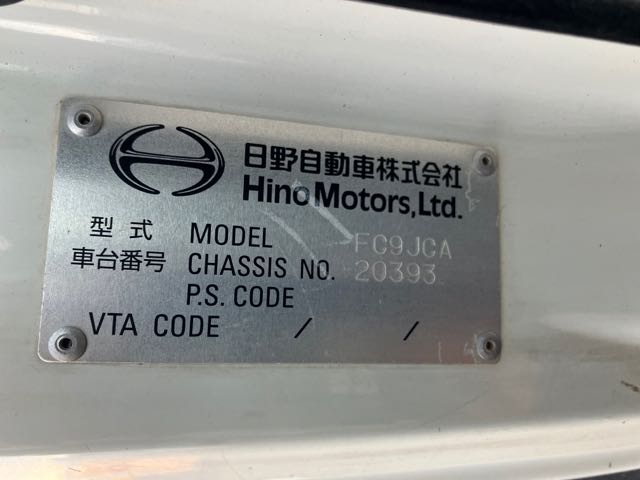 日野自動車株式会社
Hino Motors, Ltd.
型式 MODEL FC9JCA
車台番号 CHASSIS NO. 20393
P.S. CODE
VTA CODE / /